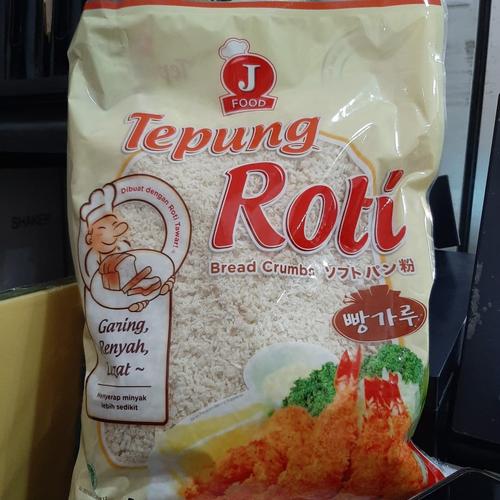 J
FOOD
Tepung
Roti
Bread Crumbs ソフトパン粉
빵가루
Dibuat dengan Roti Tawar!
Garing,
Renyah,
Lezat ~
Menyerap minyak
lebih sedikit
SHAKER